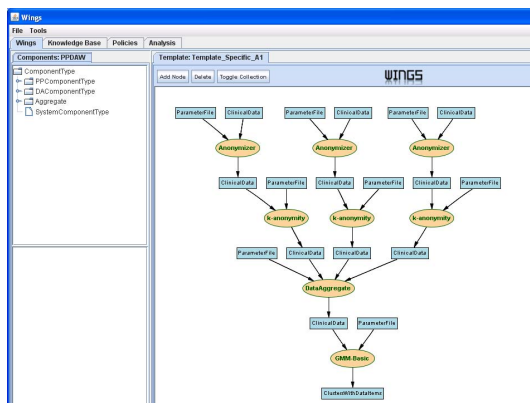 Wings
File Tools
Wings Knowledge Base Policies Analysis
Components: PPDAW Template: Template_Specific_A1
ComponentType
PPComponentType
DAComponentType
Aggregate
SystemComponentType
Add Node Delete Toggle Collection WINGS
ParameterFile ClinicalData ParameterFile ClinicalData ParameterFile ClinicalData
Anonymizer Anonymizer Anonymizer
ClinicalData ParameterFile ClinicalData ParameterFile ClinicalData ParameterFile
k-anonymity k-anonymity k-anonymity
ParameterFile ClinicalData ClinicalData ClinicalData
DataAggregate
ClinicalData ParameterFile
GMM-Basic
ClustersWithDataItems